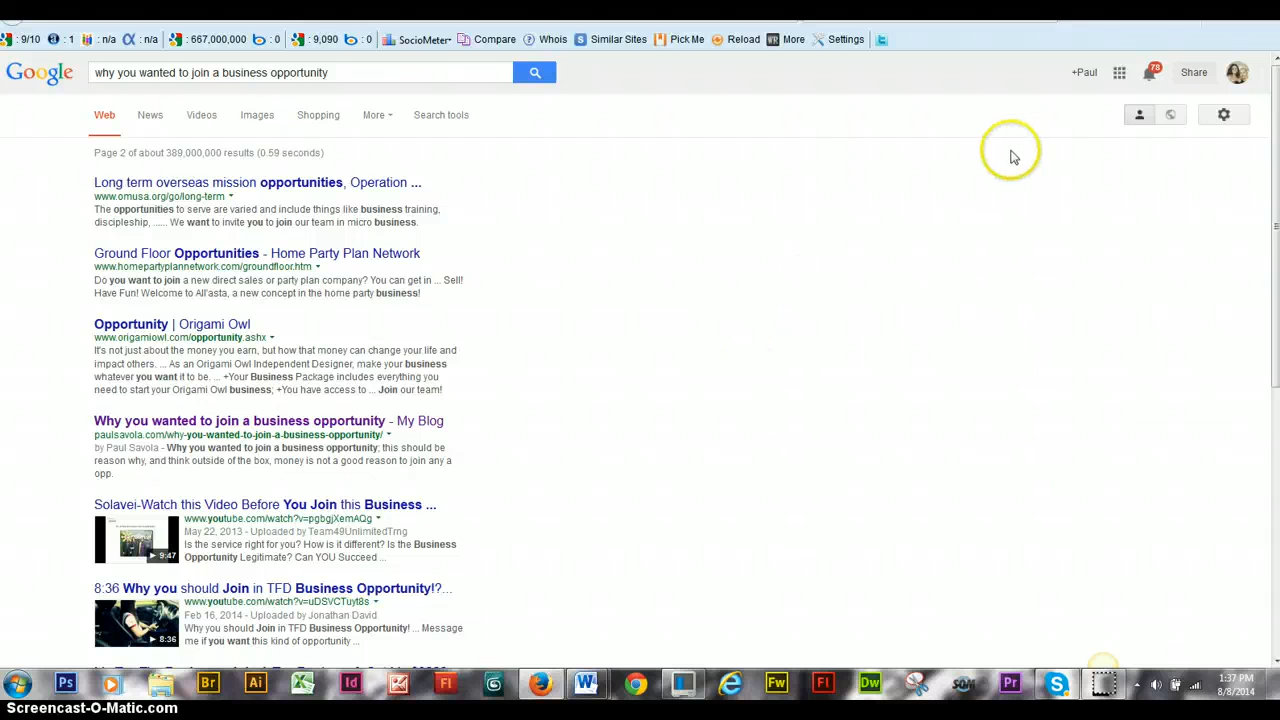 : 9/10 : 1 : n/a : n/a : 667,000,000 : 0 : 9,090 : 0 SocioMeter Compare Whois Similar Sites Pick Me Reload More Settings
Google why you wanted to join a business opportunity +Paul 78 Share
Web News Videos Images Shopping More Search tools
Page 2 of about 389,000,000 results (0.59 seconds)
Long term overseas mission opportunities, Operation ...
www.omusa.org/go/long-term
The opportunities to serve are varied and include things like business training,
discipleship, ...... We want to invite you to join our team in micro business.
Ground Floor Opportunities - Home Party Plan Network
www.homepartyplannetwork.com/groundfloor.htm
Do you want to join a new direct sales or party plan company? You can get in ... Sell!
Have Fun! Welcome to All'asta, a new concept in the home party business!
Opportunity | Origami Owl
www.origamiowl.com/opportunity.ashx
It's not just about the money you earn, but how that money can change your life and
impact others. ... As an Origami Owl Independent Designer, make your business
whatever you want it to be. ... +Your Business Package includes everything you
need to start your Origami Owl business; +You have access to ... Join our team!
Why you wanted to join a business opportunity - My Blog
paulsavola.com/why-you-wanted-to-join-a-business-opportunity/
by Paul Savola - Why you wanted to join a business opportunity; this should be
reason why, and think outside of the box, money is not a good reason to join any a
opp.
Solavei-Watch this Video Before You Join this Business ...
www.youtube.com/watch?v=pgbgjXemAQg
May 22, 2013 - Uploaded by Team49UnlimitedTrng
Is the service right for you? How is it different? Is the Business
Opportunity Legitimate? Can YOU Succeed ...
9:47
8:36 Why you should Join in TFD Business Opportunity!?...
www.youtube.com/watch?v=uDSVCTuyt8s
Feb 16, 2014 - Uploaded by Jonathan David
Why you should Join in TFD Business Opportunity! ... Message
me if you want this kind of opportunity ...
8:36
Ps Br Ai Id Fl W Fw Fl Dw SQM Pr S
1:37 PM
8/8/2014
Screencast-O-Matic.com